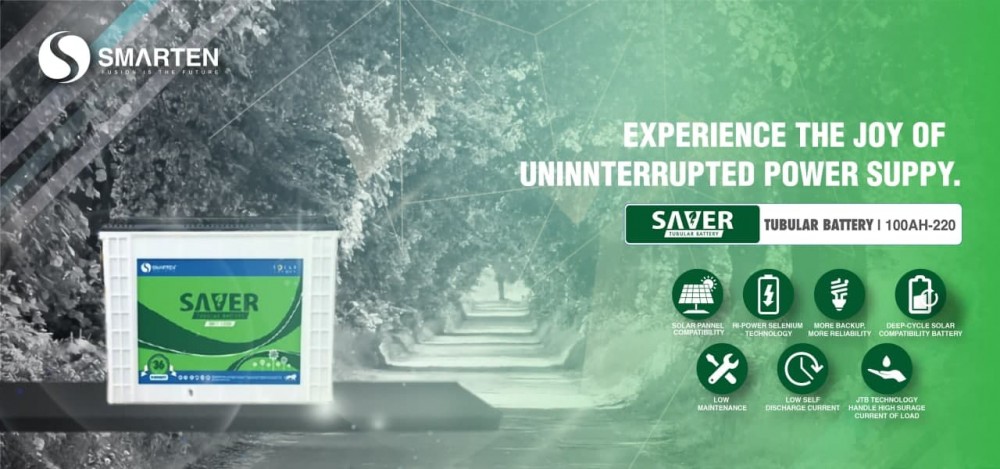 SMARTEN
FUSION IS THE FUTURE
EXPERIENCE THE JOY OF
UNINNTERRUPTED POWER SUPPY.
SAVER
TUBULAR BATTERY
TUBULAR BATTERY | 100AH-220
SMARTEN
SAVER
TUBULAR BATTERY
36
SOLAR PANNEL
COMPATIBILITY
HI-POWER SELENIUM
TECHNOLOGY
MORE BACKUP,
MORE RELIABILITY
DEEP-CYCLE SOLAR
COMPATIBILITY BATTERY
LOW
MAINTENANCE
LOW SELF
DISCHARGE CURRENT
JTB TECHNOLOGY
HANDLE HIGH SURAGE
CURRENT OF LOAD